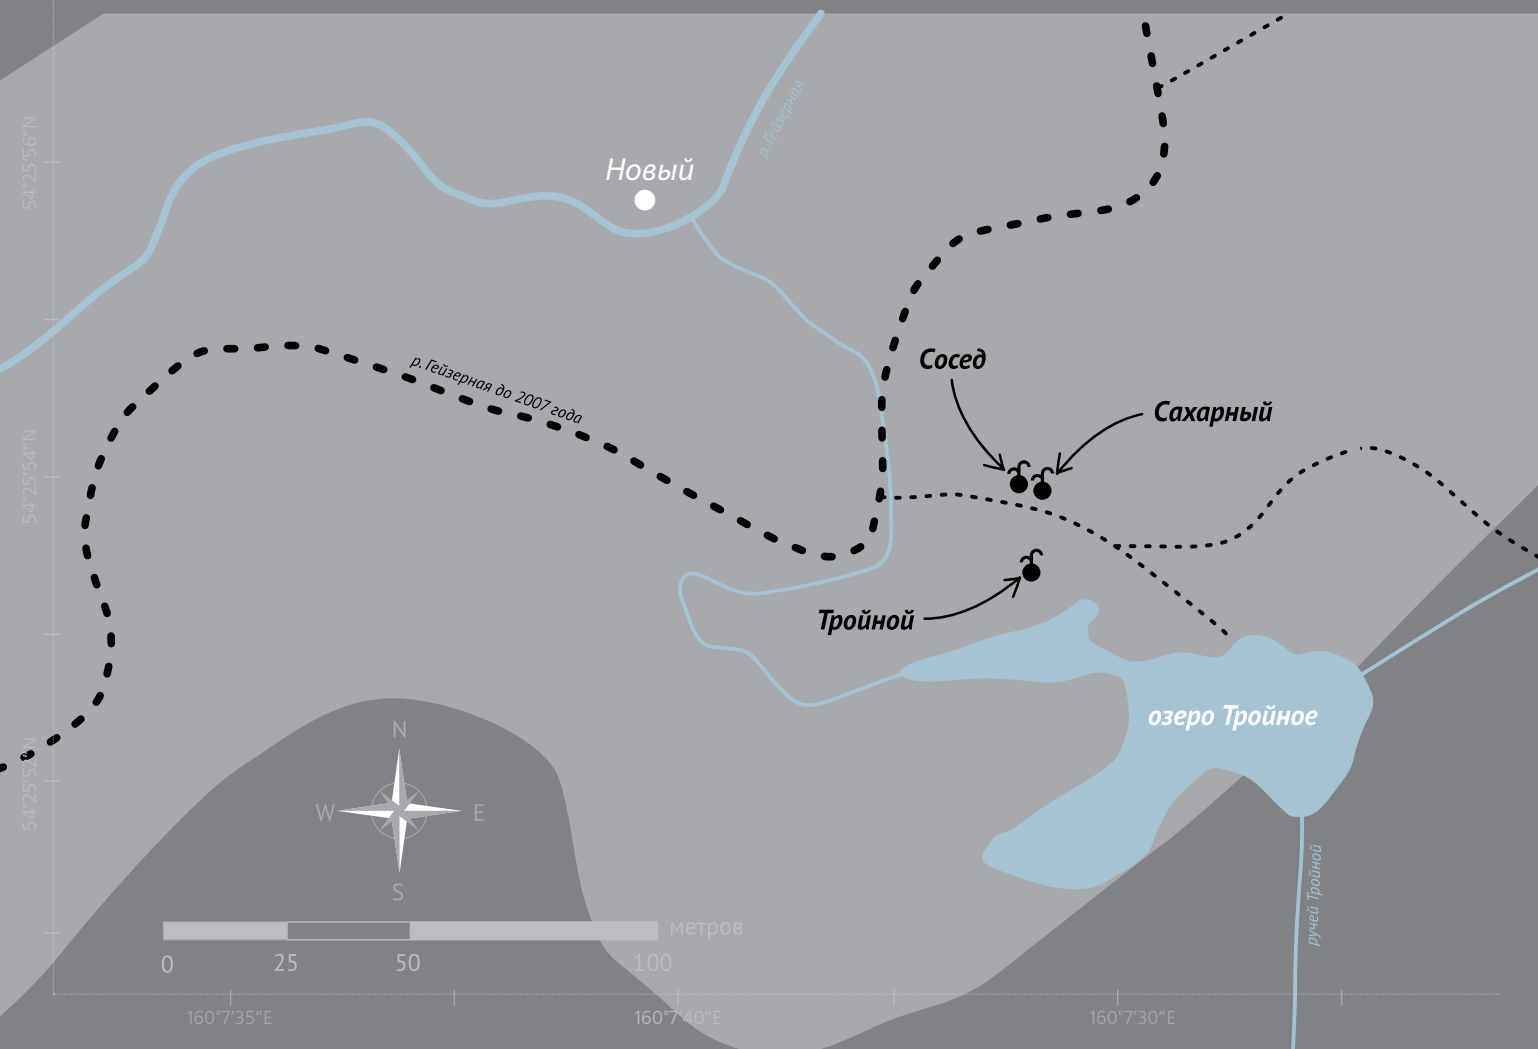 54°25'56"N
р. Гейзерная
Новый
р. Гейзерная до 2007 года
Сосед
Сахарный
54°25'54"N
Тройной
озеро Тройное
54°25'52"N
N
W
E
S
ручей Тройной
метров
0
25
50
100
160°7'35"E
160°7'40"E
160°7'30"E